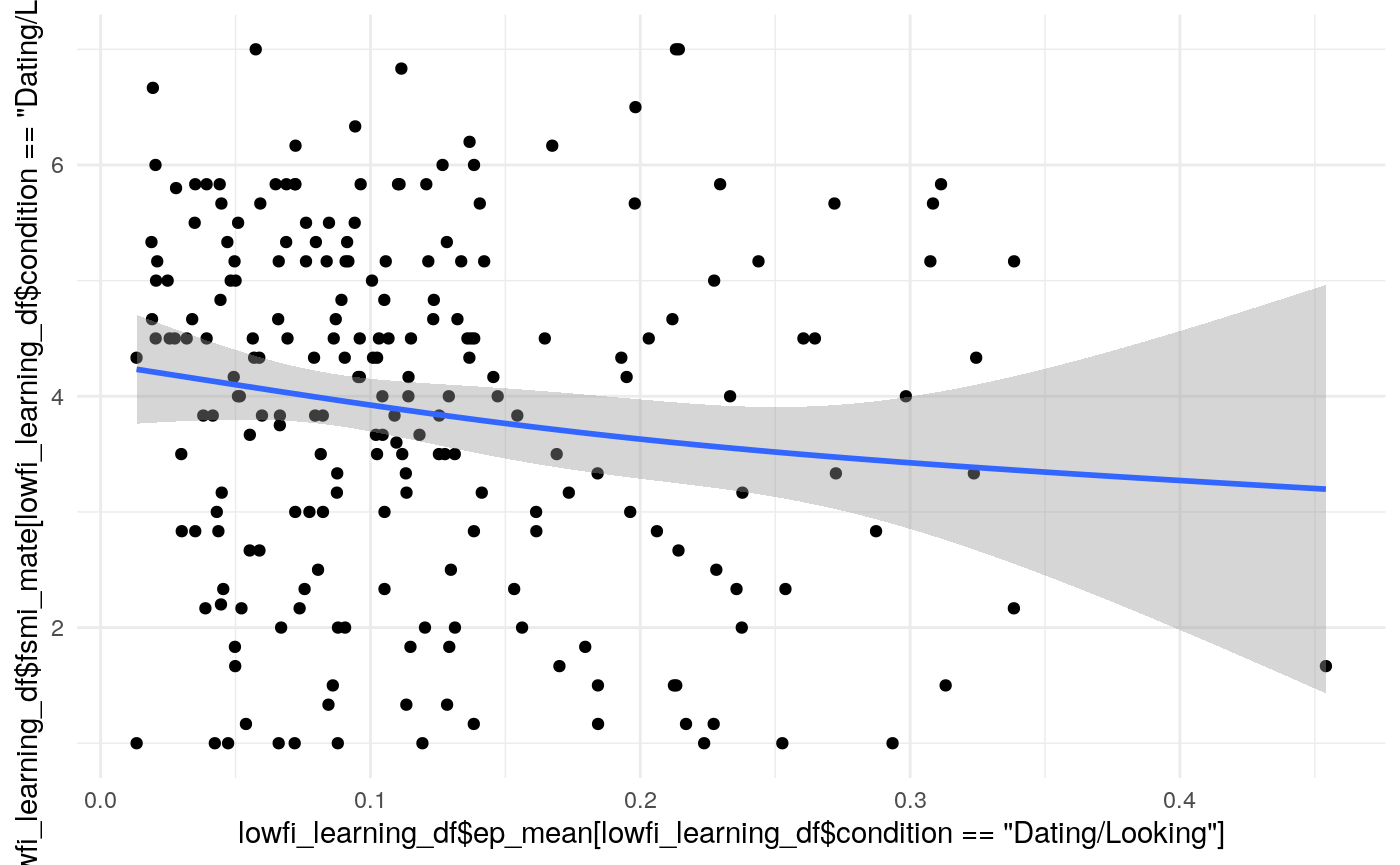 wfi_learning_df$fsmi_mate[lowfi_learning_df$condition == "Dating/L
6
4
2
0.0 0.1 0.2 0.3 0.4
lowfi_learning_df$ep_mean[lowfi_learning_df$condition == "Dating/Looking"]